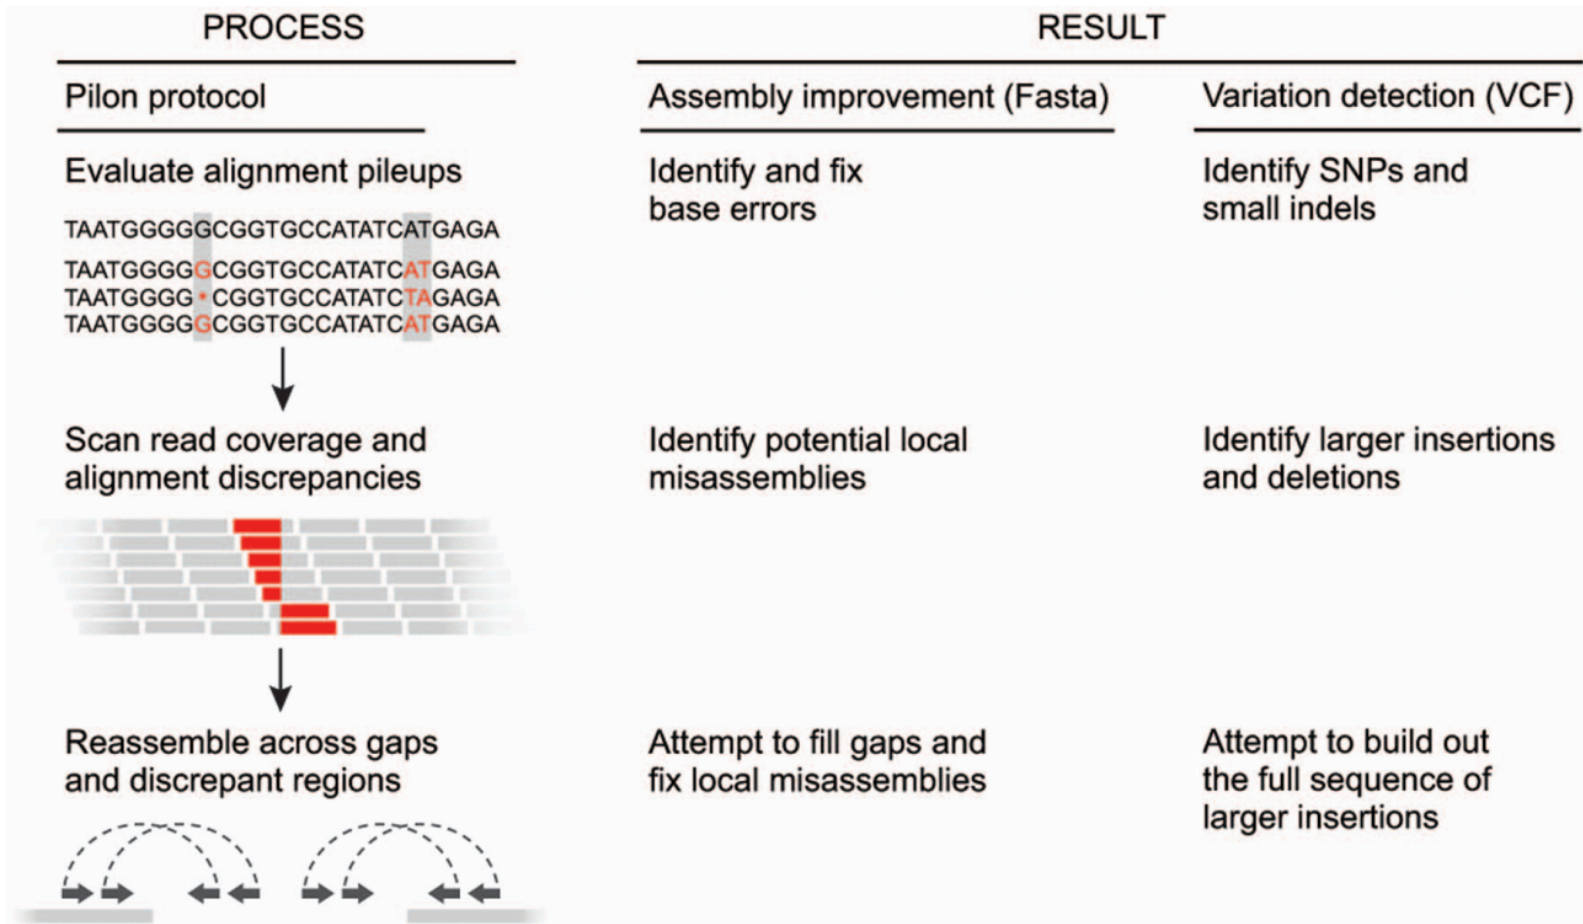 PROCESS
RESULT
Pilon protocol
Assembly improvement (Fasta)
Variation detection (VCF)
Evaluate alignment pileups
Identify and fix
base errors
Identify SNPs and
small indels
TAATGGGGGCGGTGCCATATCATGAGA
TAATGGGGGCGGTGCCATATCATGAGA
TAATGGGG*CGGTGCCATATCTAGAGA
TAATGGGGGCGGTGCCATATCATGAGA
Scan read coverage and
alignment discrepancies
Identify potential local
misassemblies
Identify larger insertions
and deletions
Reassemble across gaps
and discrepant regions
Attempt to fill gaps and
fix local misassemblies
Attempt to build out
the full sequence of
larger insertions